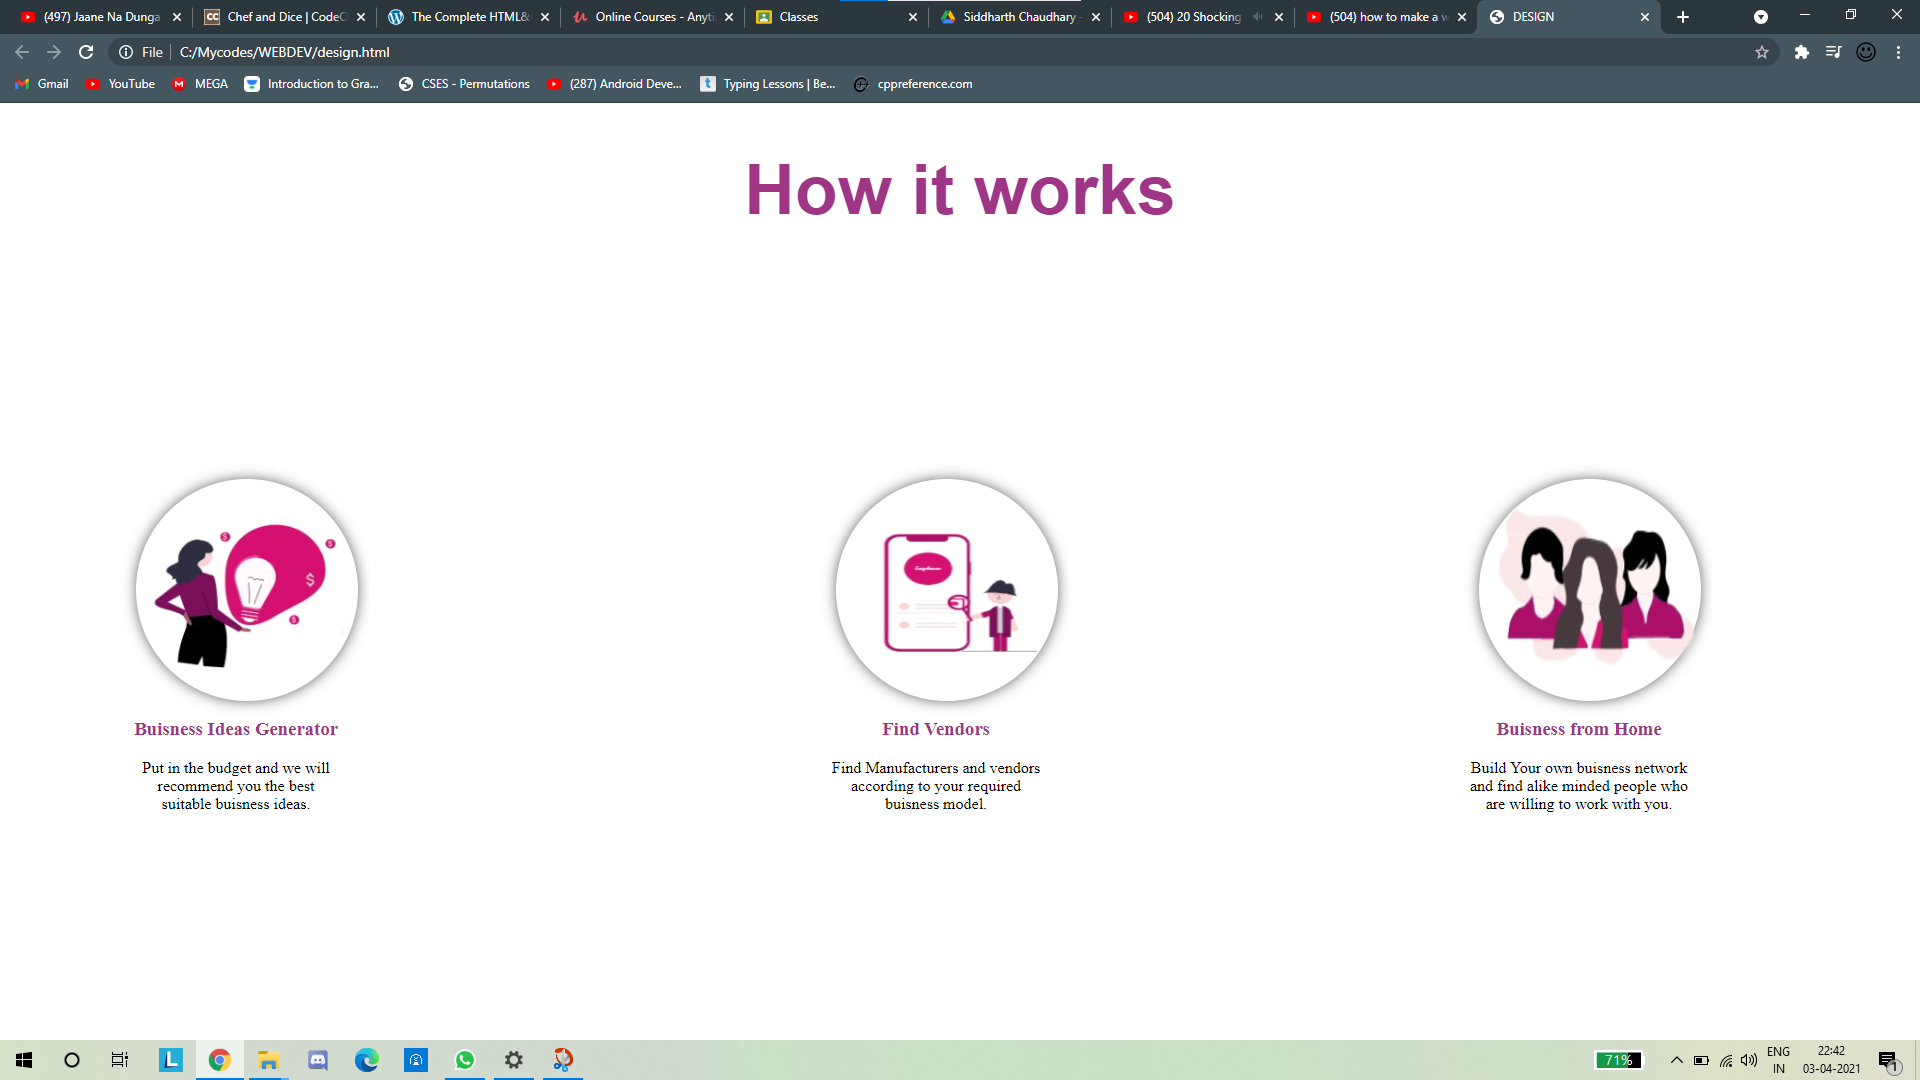 (497) Jaane Na Dunga
Chef and Dice | CodeC
The Complete HTML&
Online Courses - Anyti
Classes
Siddharth Chaudhary -
(504) 20 Shocking
(504) how to make a w
DESIGN
File
C:/Mycodes/WEBDEV/design.html
Gmail
YouTube
MEGA
Introduction to Gra...
CSES - Permutations
(287) Android Deve...
Typing Lessons | Be...
cppreference.com
How it works
Buisness Ideas Generator
Put in the budget and we will
recommend you the best
suitable buisness ideas.
Find Vendors
Find Manufacturers and vendors
according to your required
buisness model.
Buisness from Home
Build Your own buisness network
and find alike minded people who
are willing to work with you.
71%
ENG
IN
22:42
03-04-2021
1